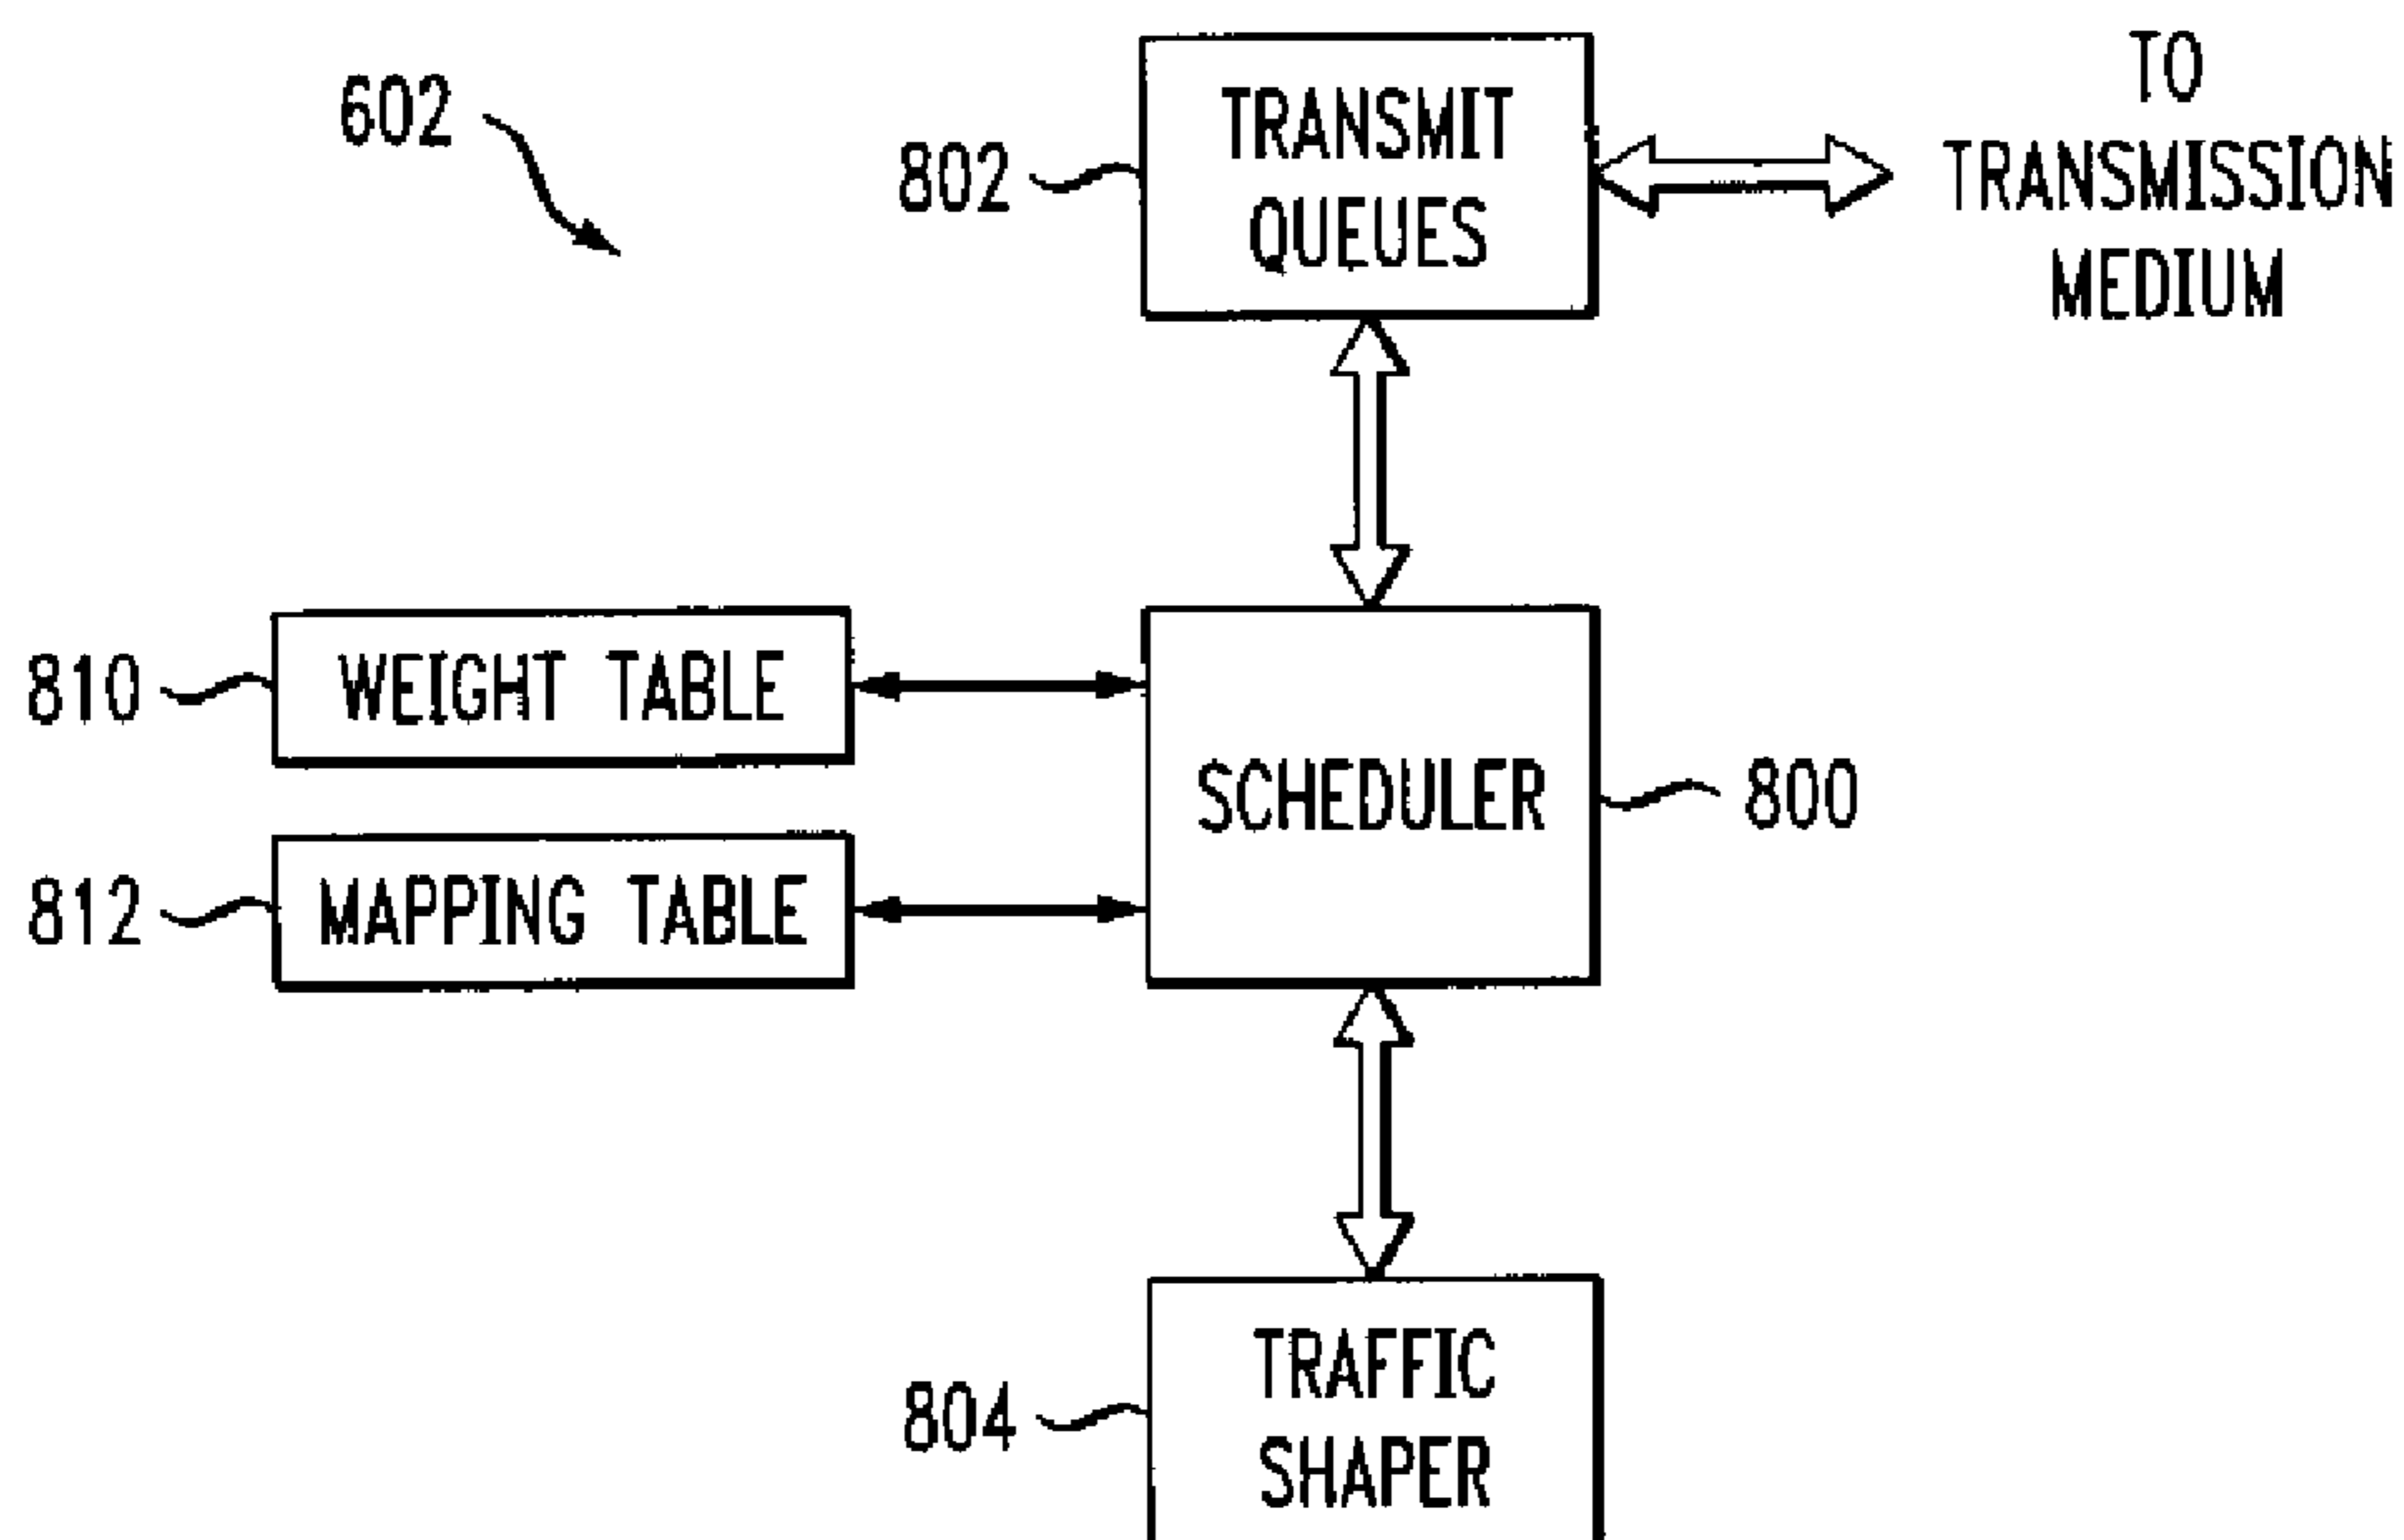 602
802
TRANSMIT
QUEUES
TO
TRANSMISSION
MEDIUM
810
WEIGHT TABLE
812
MAPPING TABLE
SCHEDULER
800
804
TRAFFIC
SHAPER